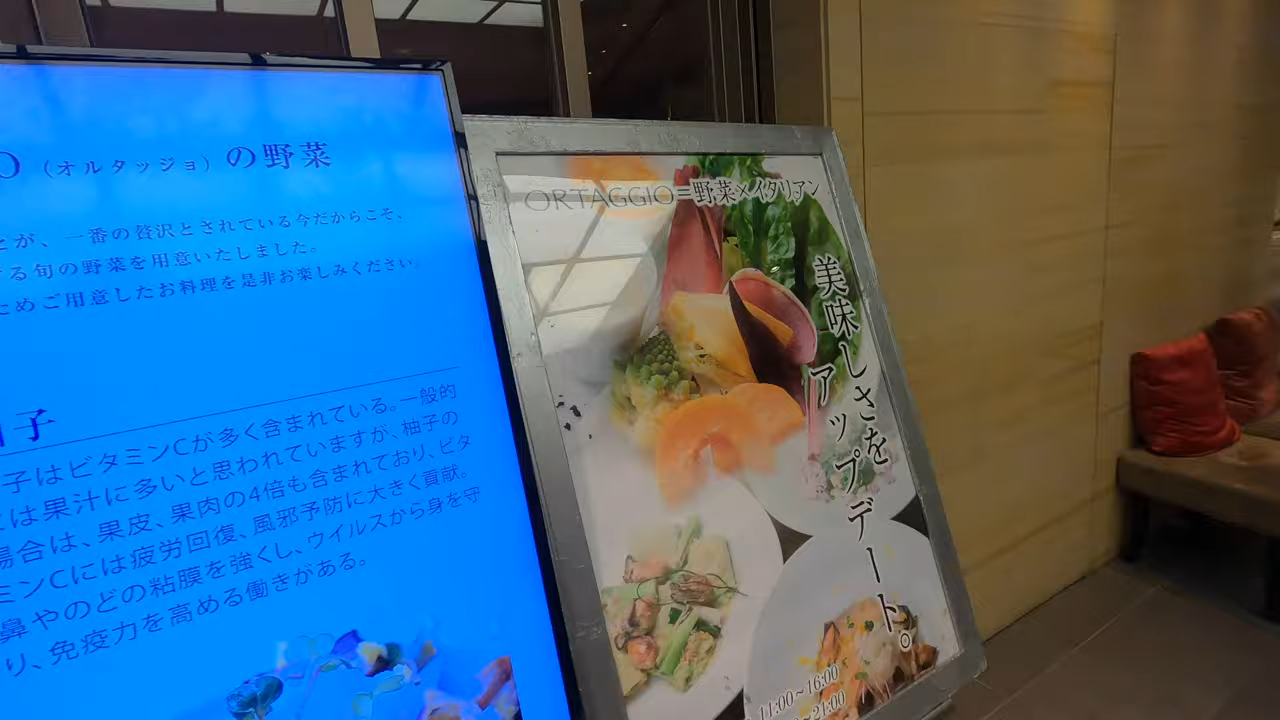 O（オルタッジョ）の野菜
とが、一番の贅沢とされている今だからこそ、
する旬の野菜を用意いたしました。
ためご用意したお料理を是非お楽しみください。
子
子はビタミンCが多く含まれている。一般的
には果汁に多いと思われていますが、柚子の
場合は、果皮、果肉の4倍も含まれており、ビタ
ミンCには疲労回復、風邪予防に大きく貢献。
鼻やのどの粘膜を強くし、ウイルスから身を守
り、免疫力を高める働きがある。
ORTAGGIO=野菜×イタリアン
美味しさを
アップデート。
11:00～16:00
～21:00